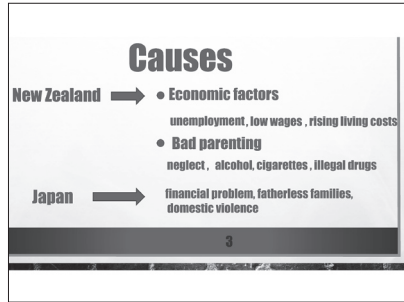 Causes
New Zealand • Economic factors
unemployment, low wages , rising living costs
• Bad parenting
neglect , alcohol, cigarettes , illegal drugs
Japan financial problem, fatherless families,
domestic violence
3